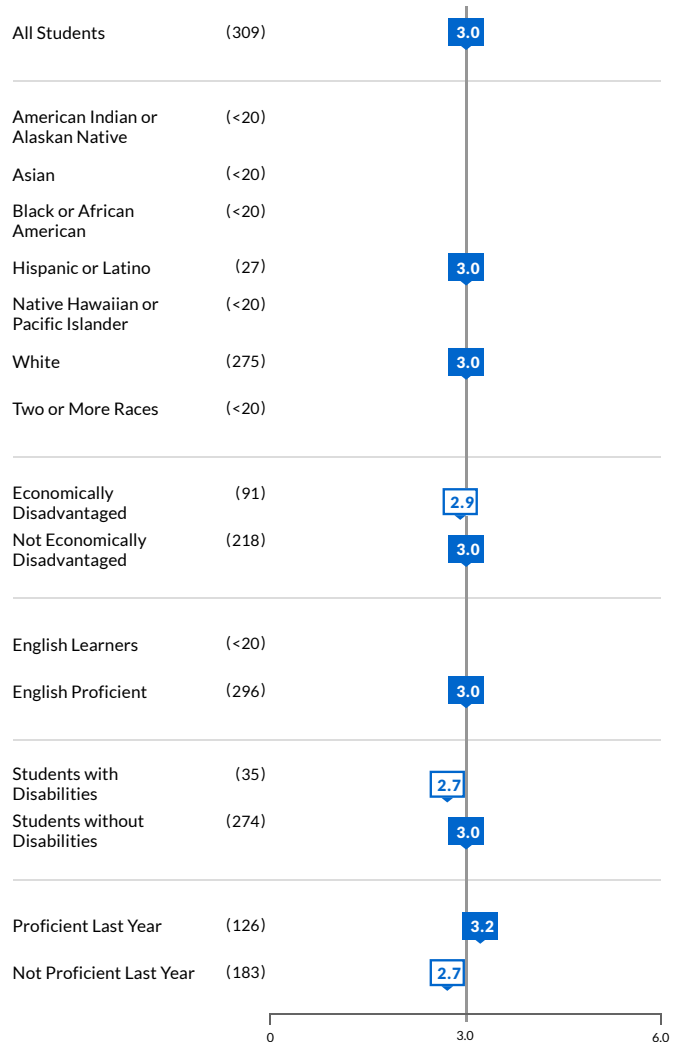 All Students (309) 3.0
American Indian or (<20)
Alaskan Native
Asian (<20)
Black or African (<20)
American
Hispanic or Latino (27) 3.0
Native Hawaiian or (<20)
Pacific Islander
White (275) 3.0
Two or More Races (<20)
Economically (91) 2.9
Disadvantaged
Not Economically (218) 3.0
Disadvantaged
English Learners (<20)
English Proficient (296) 3.0
Students with (35) 2.7
Disabilities
Students without (274) 3.0
Disabilities
Proficient Last Year (126) 3.2
Not Proficient Last Year (183) 2.7
0 3.0 6.0